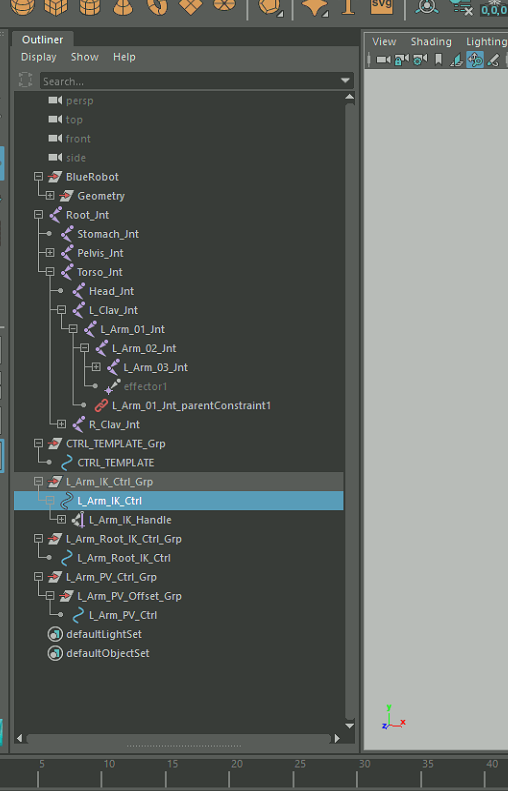 SVG
0,0,0
Outliner
Display Show Help
View Shading Lighting
Search...
persp
top
front
side
BlueRobot
Geometry
Root_Jnt
Stomach_Jnt
Pelvis_Jnt
Torso_Jnt
Head_Jnt
L_Clav_Jnt
L_Arm_01_Jnt
L_Arm_02_Jnt
L_Arm_03_Jnt
effector1
L_Arm_01_Jnt_parentConstraint1
R_Clav_Jnt
CTRL_TEMPLATE_Grp
CTRL_TEMPLATE
L_Arm_IK_Ctrl_Grp
L_Arm_IK_Ctrl
L_Arm_IK_Handle
L_Arm_Root_IK_Ctrl_Grp
L_Arm_Root_IK_Ctrl
L_Arm_PV_Ctrl_Grp
L_Arm_PV_Offset_Grp
L_Arm_PV_Ctrl
defaultLightSet
defaultObjectSet
y
z x
5 10 15 20 25 30 35 40